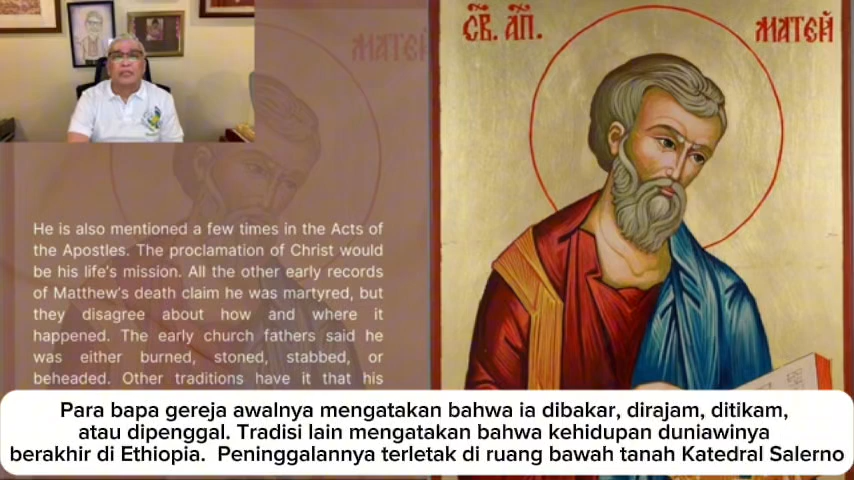 СВ. АП.
МАТЕЙ
МАТЕЙ
He is also mentioned a few times in the Acts of
the Apostles. The proclamation of Christ would
be his life's mission. All the other early records
of Matthew's death claim he was martyred, but
they disagree about how and where it
happened. The early church fathers said he
was either burned, stoned, stabbed, or
beheaded. Other traditions have it that his
Para bapa gereja awalnya mengatakan bahwa ia dibakar, dirajam, ditikam,
atau dipenggal. Tradisi lain mengatakan bahwa kehidupan duniawinya
berakhir di Ethiopia. Peninggalannya terletak di ruang bawah tanah Katedral Salerno